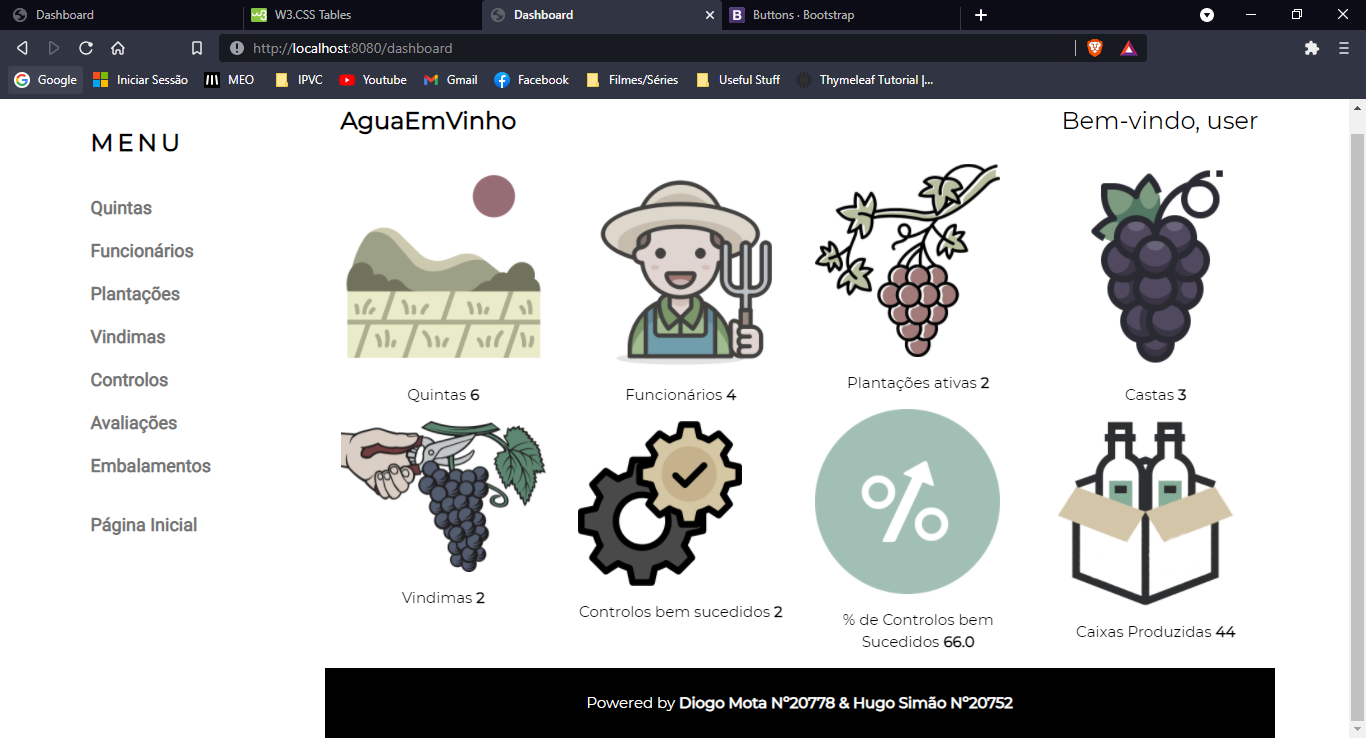 Dashboard
W3.CSS Tables
Dashboard
Buttons · Bootstrap
http://localhost:8080/dashboard
Google
Iniciar Sessão
MEO
IPVC
Youtube
Gmail
Facebook
Filmes/Séries
Useful Stuff
Thymeleaf Tutorial |...
MENU
Quintas
Funcionários
Plantações
Vindimas
Controlos
Avaliações
Embalamentos
Página Inicial
AguaEmVinho
Bem-vindo, user
Quintas 6
Funcionários 4
Plantações ativas 2
Castas 3
Vindimas 2
Controlos bem sucedidos 2
% de Controlos bem
Sucedidos 66.0
Caixas Produzidas 44
Powered by Diogo Mota Nº20778 & Hugo Simão Nº20752